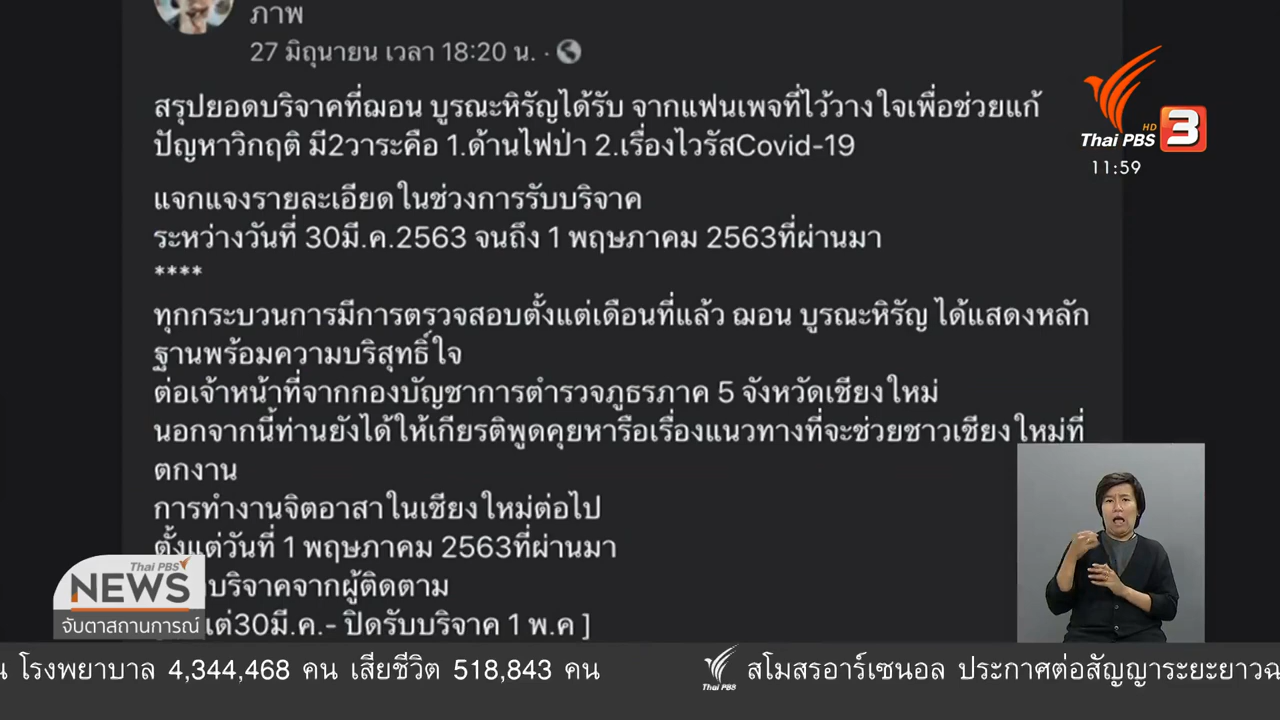 ภาพ
27 มิถุนายน เวลา 18:20 น. ·
สรุปยอดบริจาคที่ฌอน บูรณะหิรัญได้รับ จากแฟนเพจที่ไว้วางใจเพื่อช่วยแก้
ปัญหาวิกฤติ มี2วาระคือ 1.ด้านไฟป่า 2.เรื่องไวรัสCovid-19
แจกแจงรายละเอียดในช่วงการรับบริจาค
ระหว่างวันที่ 30มี.ค.2563 จนถึง 1 พฤษภาคม 2563ที่ผ่านมา
****
ทุกกระบวนการมีการตรวจสอบตั้งแต่เดือนที่แล้ว ฌอน บูรณะหิรัญ ได้แสดงหลัก
ฐานพร้อมความบริสุทธิ์ใจ
ต่อเจ้าหน้าที่จากกองบัญชาการตำรวจภูธรภาค 5 จังหวัดเชียงใหม่
นอกจากนี้ท่านยังได้ให้เกียรติพูดคุยหารือเรื่องแนวทางที่จะช่วยชาวเชียงใหม่ที่
ตกงาน
การทำงานจิตอาสาในเชียงใหม่ต่อไป
ตั้งแต่วันที่ 1 พฤษภาคม 2563ที่ผ่านมา
บริจาคจากผู้ติดตาม
แต่30มี.ค.- ปิดรับบริจาค 1 พ.ค ]
Thai PBS HD 3
11:59
Thai PBS
NEWS
จับตาสถานการณ์
น โรงพยาบาล 4,344,468 คน เสียชีวิต 518,843 คน
Thai PBS
สโมสรอาร์เซนอล ประกาศต่อสัญญาระยะยาวฉ